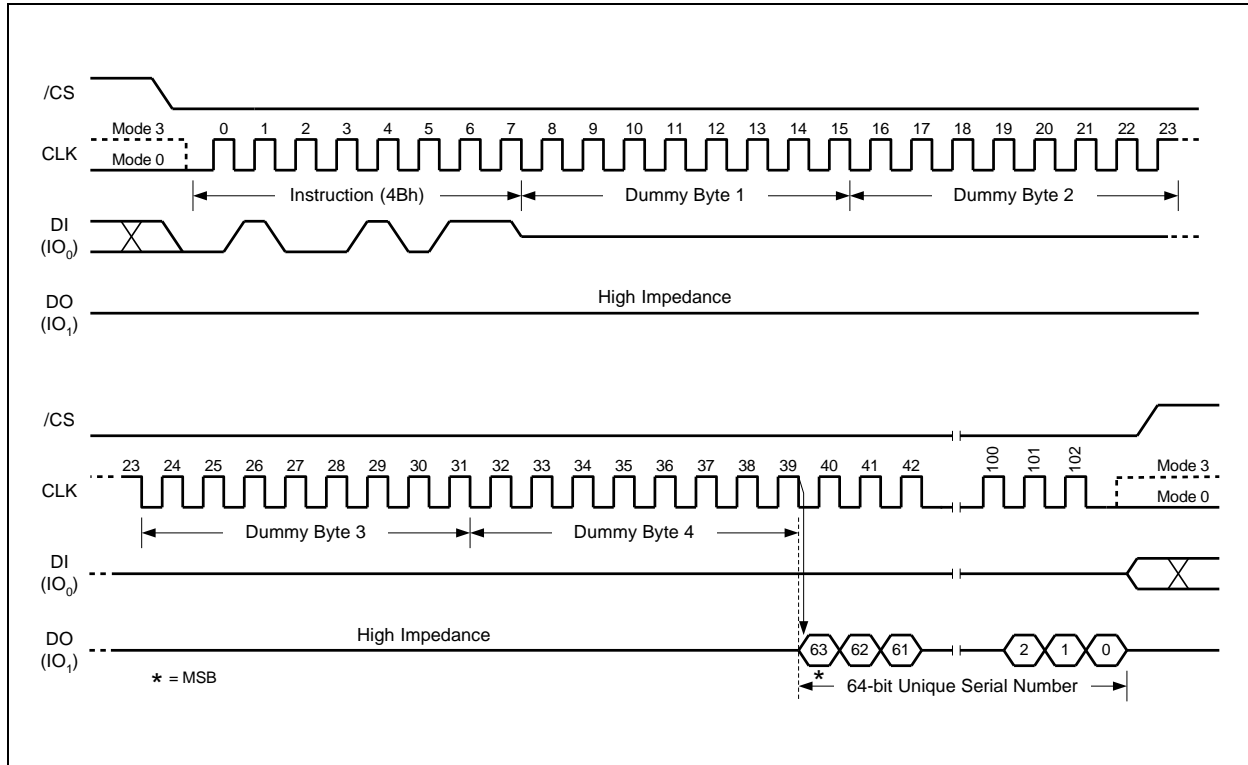 /CS
Mode 3
0 1 2 3 4 5 6 7 8 9 10 11 12 13 14 15 16 17 18 19 20 21 22 23
CLK
Mode 0
Instruction (4Bh) Dummy Byte 1 Dummy Byte 2
DI
(IO0)
High Impedance
DO
(IO1)
/CS
23 24 25 26 27 28 29 30 31 32 33 34 35 36 37 38 39 40 41 42 100 101 102
Mode 3
CLK
Mode 0
Dummy Byte 3 Dummy Byte 4
DI
(IO0)
High Impedance
DO
(IO1)
63 62 61 2 1 0
* = MSB
*
64-bit Unique Serial Number